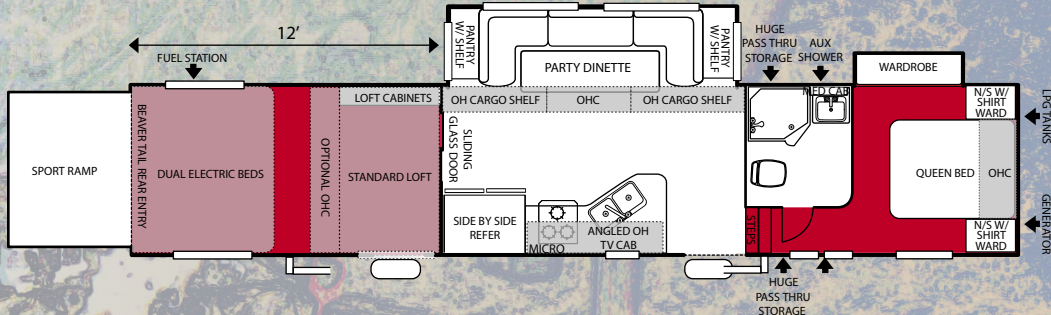 12'
FUEL STATION
SPORT RAMP
BEAVER TAIL REAR ENTRY
DUAL ELECTRIC BEDS
OPTIONAL OHC
LOFT CABINETS
STANDARD LOFT
SLIDING
GLASS DOOR
PANTRY
W/ SHELF
PARTY DINETTE
PANTRY
W/ SHELF
OH CARGO SHELF
OHC
OH CARGO SHELF
SIDE BY SIDE
REFER
MICRO
ANGLED OH
TV CAB
HUGE
PASS THRU
STORAGE
AUX
SHOWER
MED CAB
WARDROBE
STEPS
N/S W/
SHIRT
WARD
QUEEN BED
OHC
N/S W/
SHIRT
WARD
LPG TANKS
GENERATOR
HUGE
PASS THRU
STORAGE